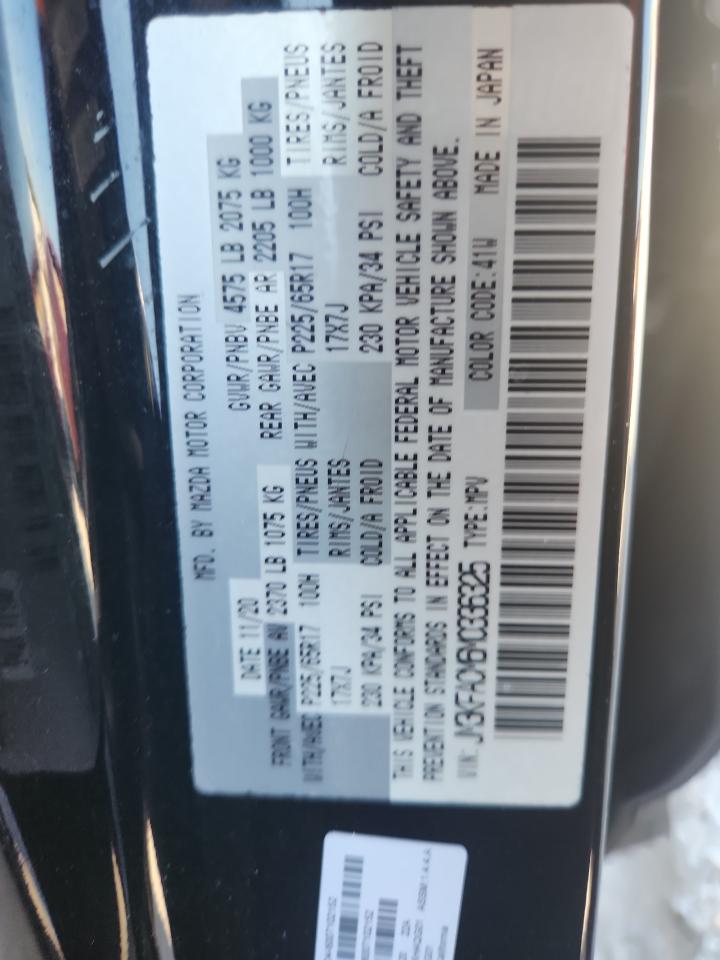 MFD. BY MAZDA MOTOR CORPORATION
DATE 11/20 GVWR/PNBV 4575 LB 2075 KG
FRONT GAWR/PNBE AV 2370 LB 1075 KG REAR GAWR/PNBE AR 2205 LB 1000 KG
WITH/AVEC P225/65R17 100H TIRES/PNEUS WITH/AVEC P225/65R17 100H TIRES/PNEUS
17X7J RIMS/JANTES 17X7J RIMS/JANTES
230 KPA/34 PSI COLD/A FROID 230 KPA/34 PSI COLD/A FROID
THIS VEHICLE CONFORMS TO ALL APPLICABLE FEDERAL MOTOR VEHICLE SAFETY AND THEFT
PREVENTION STANDARDS IN EFFECT ON THE DATE OF MANUFACTURE SHOWN ABOVE.
VIN: TYPE:MPV COLOR CODE:41W MADE IN JAPAN